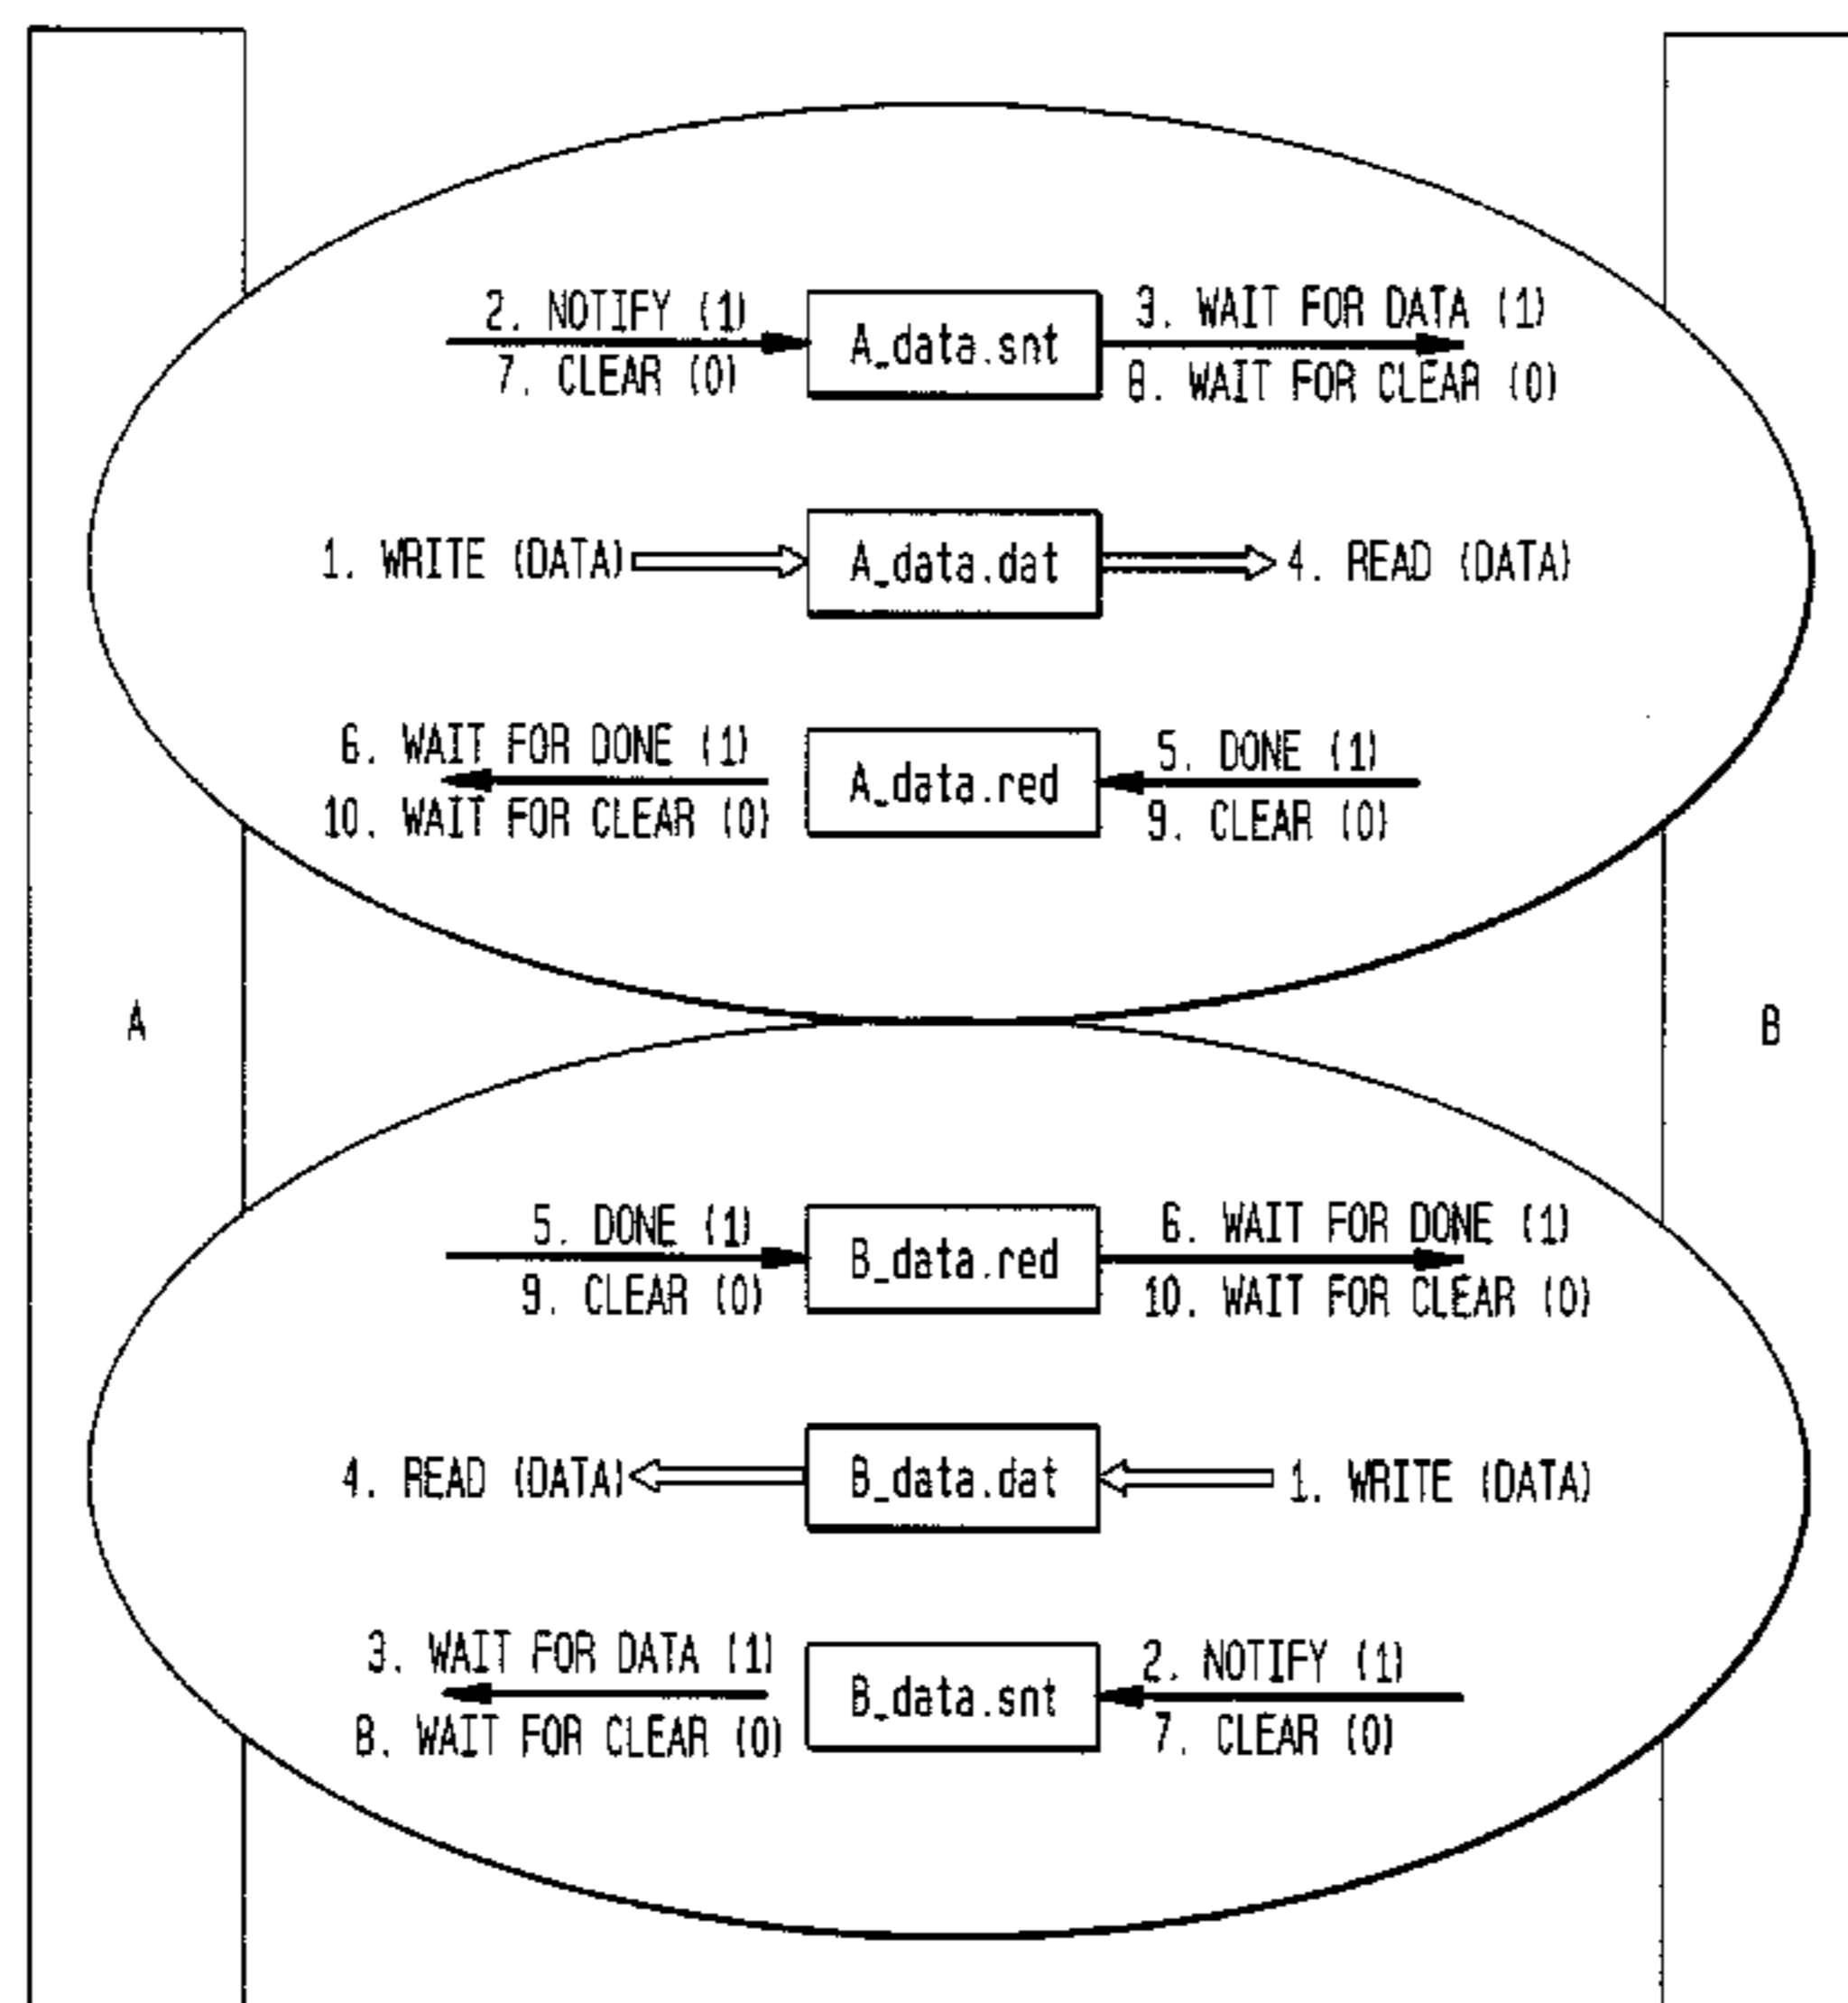 2. NOTIFY (1)
7. CLEAR (0)
A_data.snt
3. WAIT FOR DATA (1)
8. WAIT FOR CLEAR (0)
1. WRITE (DATA)
A_data.dat
4. READ (DATA)
6. WAIT FOR DONE (1)
10. WAIT FOR CLEAR (0)
A_data.red
5. DONE (1)
9. CLEAR (0)
A
B
5. DONE (1)
9. CLEAR (0)
B_data.red
6. WAIT FOR DONE (1)
10. WAIT FOR CLEAR (0)
4. READ (DATA)
B_data.dat
1. WRITE (DATA)
3. WAIT FOR DATA (1)
8. WAIT FOR CLEAR (0)
B_data.snt
2. NOTIFY (1)
7. CLEAR (0)